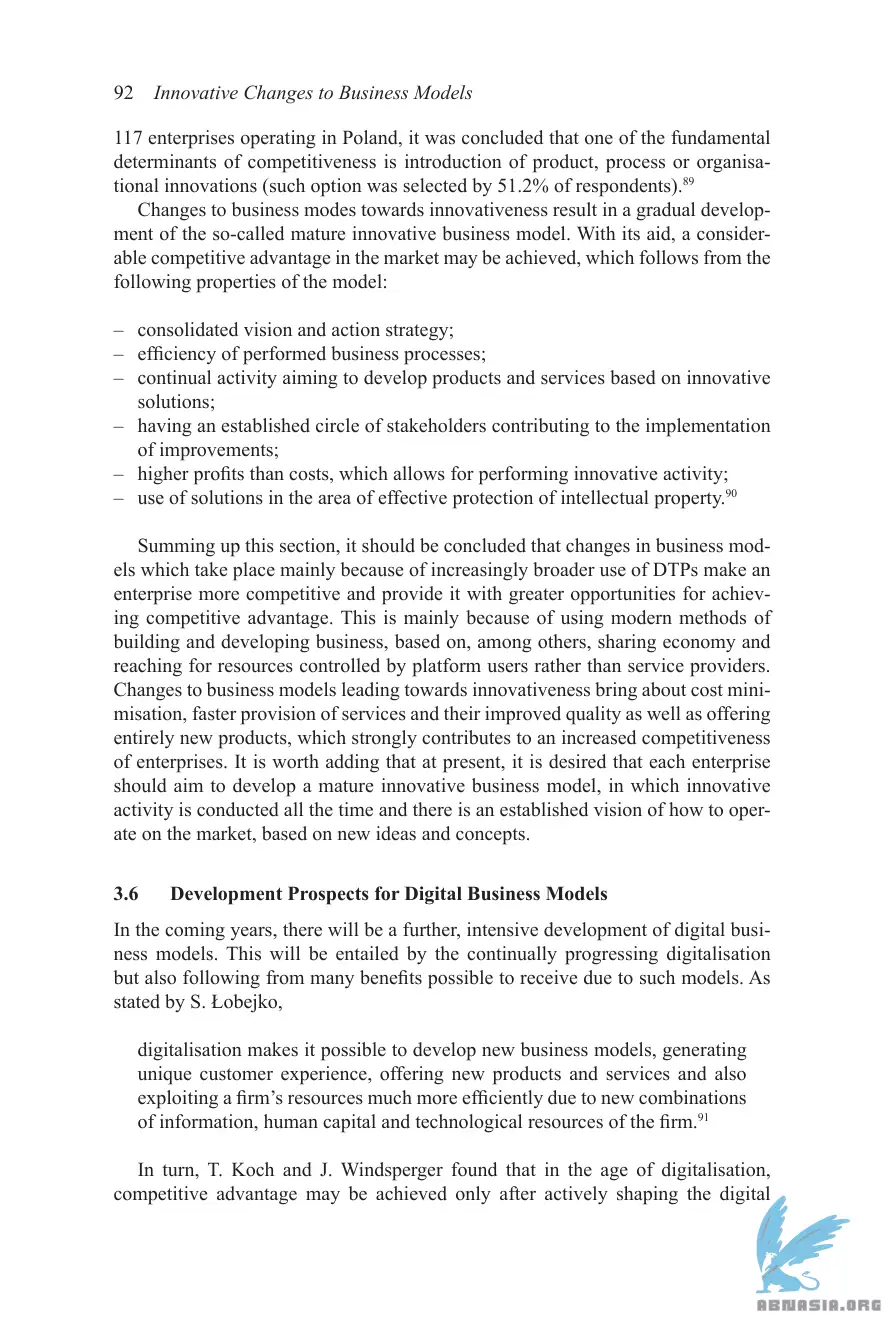 92 Innovative Changes to Business Models
117 enterprises operating in Poland, it was concluded that one of the fundamental
determinants of competitiveness is introduction of product, process or organisa-
tional innovations (such option was selected by 51.2% of respondents).89
Changes to business modes towards innovativeness result in a gradual develop-
ment of the so-called mature innovative business model. With its aid, a consider-
able competitive advantage in the market may be achieved, which follows from the
following properties of the model:
– consolidated vision and action strategy;
– efficiency of performed business processes;
– continual activity aiming to develop products and services based on innovative
solutions;
– having an established circle of stakeholders contributing to the implementation
of improvements;
– higher profits than costs, which allows for performing innovative activity;
– use of solutions in the area of effective protection of intellectual property.90
Summing up this section, it should be concluded that changes in business mod-
els which take place mainly because of increasingly broader use of DTPs make an
enterprise more competitive and provide it with greater opportunities for achiev-
ing competitive advantage. This is mainly because of using modern methods of
building and developing business, based on, among others, sharing economy and
reaching for resources controlled by platform users rather than service providers.
Changes to business models leading towards innovativeness bring about cost mini-
misation, faster provision of services and their improved quality as well as offering
entirely new products, which strongly contributes to an increased competitiveness
of enterprises. It is worth adding that at present, it is desired that each enterprise
should aim to develop a mature innovative business model, in which innovative
activity is conducted all the time and there is an established vision of how to oper-
ate on the market, based on new ideas and concepts.
3.6 Development Prospects for Digital Business Models
In the coming years, there will be a further, intensive development of digital busi-
ness models. This will be entailed by the continually progressing digitalisation
but also following from many benefits possible to receive due to such models. As
stated by S. Łobejko,
digitalisation makes it possible to develop new business models, generating
unique customer experience, offering new products and services and also
exploiting a firm's resources much more efficiently due to new combinations
of information, human capital and technological resources of the firm.91
In turn, T. Koch and J. Windsperger found that in the age of digitalisation,
competitive advantage may be achieved only after actively shaping the digital
ABNASIA.ORG